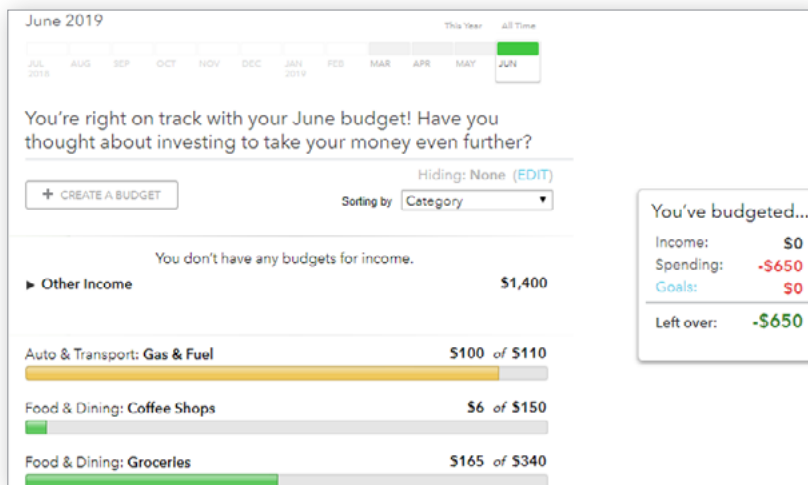 June 2019
This Year All Time
JUL AUG SEP OCT NOV DEC JAN FEB MAR APR MAY JUN
2018 2019
You're right on track with your June budget! Have you
thought about investing to take your money even further?
Hiding: None (EDIT)
+ CREATE A BUDGET
Sorting by Category
You don't have any budgets for income.
Other Income $1,400
Auto & Transport: Gas & Fuel $100 of $110
Food & Dining: Coffee Shops $6 of $150
Food & Dining: Groceries $165 of $340
You've budgeted...
Income: $0
Spending: -$650
Goals: $0
Left over: -$650